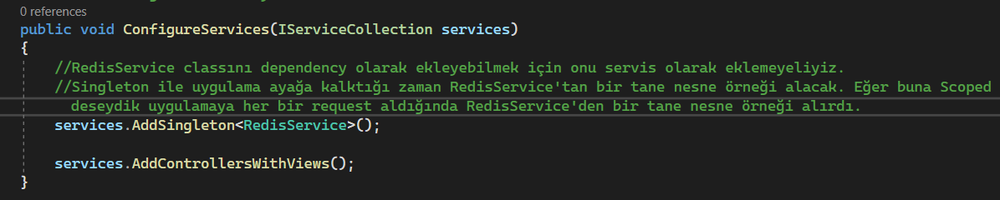 0 references
public void ConfigureServices(IServiceCollection services)
{
//RedisService classını dependency olarak ekleyebilmek için onu servis olarak eklemeyeliyiz.
//Singleton ile uygulama ayağa kalktığı zaman RedisService'tan bir tane nesne örneği alacak. Eğer buna Scoped
deseydik uygulamaya her bir request aldığında RedisService'den bir tane nesne örneği alırdı.
services.AddSingleton<RedisService>();
services.AddControllersWithViews();
}